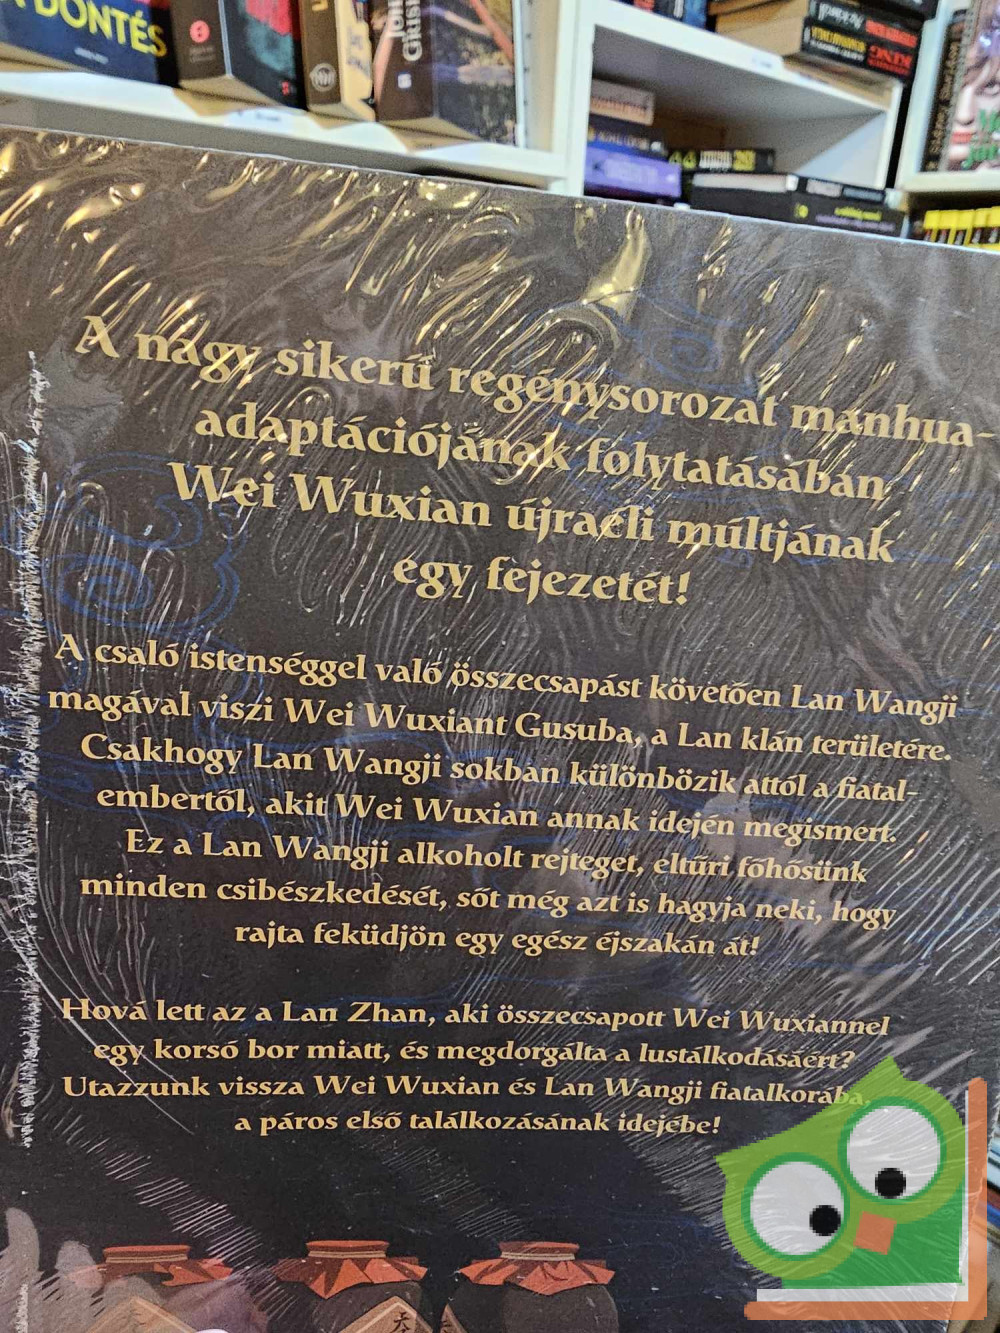 DÖNTÉS
KING
A nagy sikerű regénysorozat manhua-
adaptációjának folytatásában
Wei Wuxian újraéli múltjának
egy fejezetét!
A csaló istenséggel való összecsapást követően Lan Wangji
magával viszi Wei Wuxiant Gusuba, a Lan klán területére.
Csakhogy Lan Wangji sokban különbözik attól a fiatal-
embertől, akit Wei Wuxian annak idején megismert.
Ez a Lan Wangji alkoholt rejteget, eltűri főhősünk
minden csibészkedését, sőt még azt is hagyja neki, hogy
rajta feküdjön egy egész éjszakán át!
Hová lett az a Lan Zhan, aki összecsapott Wei Wuxiannel
egy korsó bor miatt, és megdorgálta a lustálkodásáért?
Utazzunk vissza Wei Wuxian és Lan Wangji fiatalkorába,
a páros első találkozásának idejébe!
天